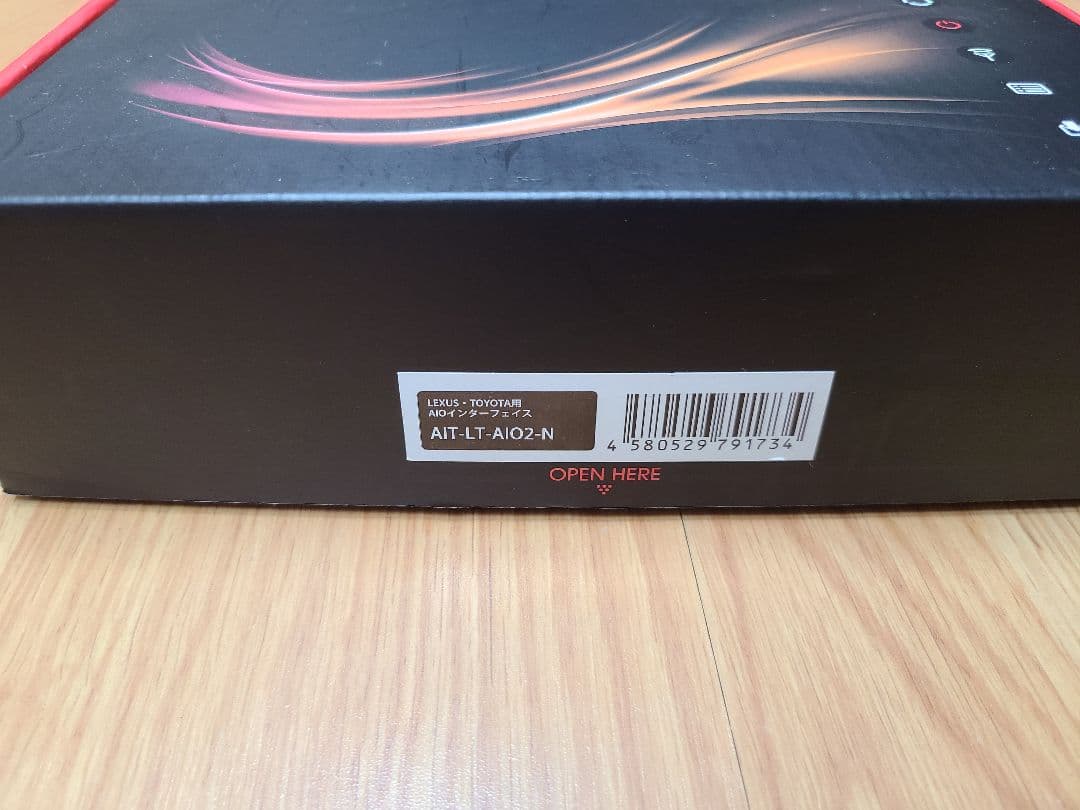 LEXUS・TOYOTA用
AIOインターフェイス
AIT-LT-AIO2-N
4 580529 791734
OPEN HERE